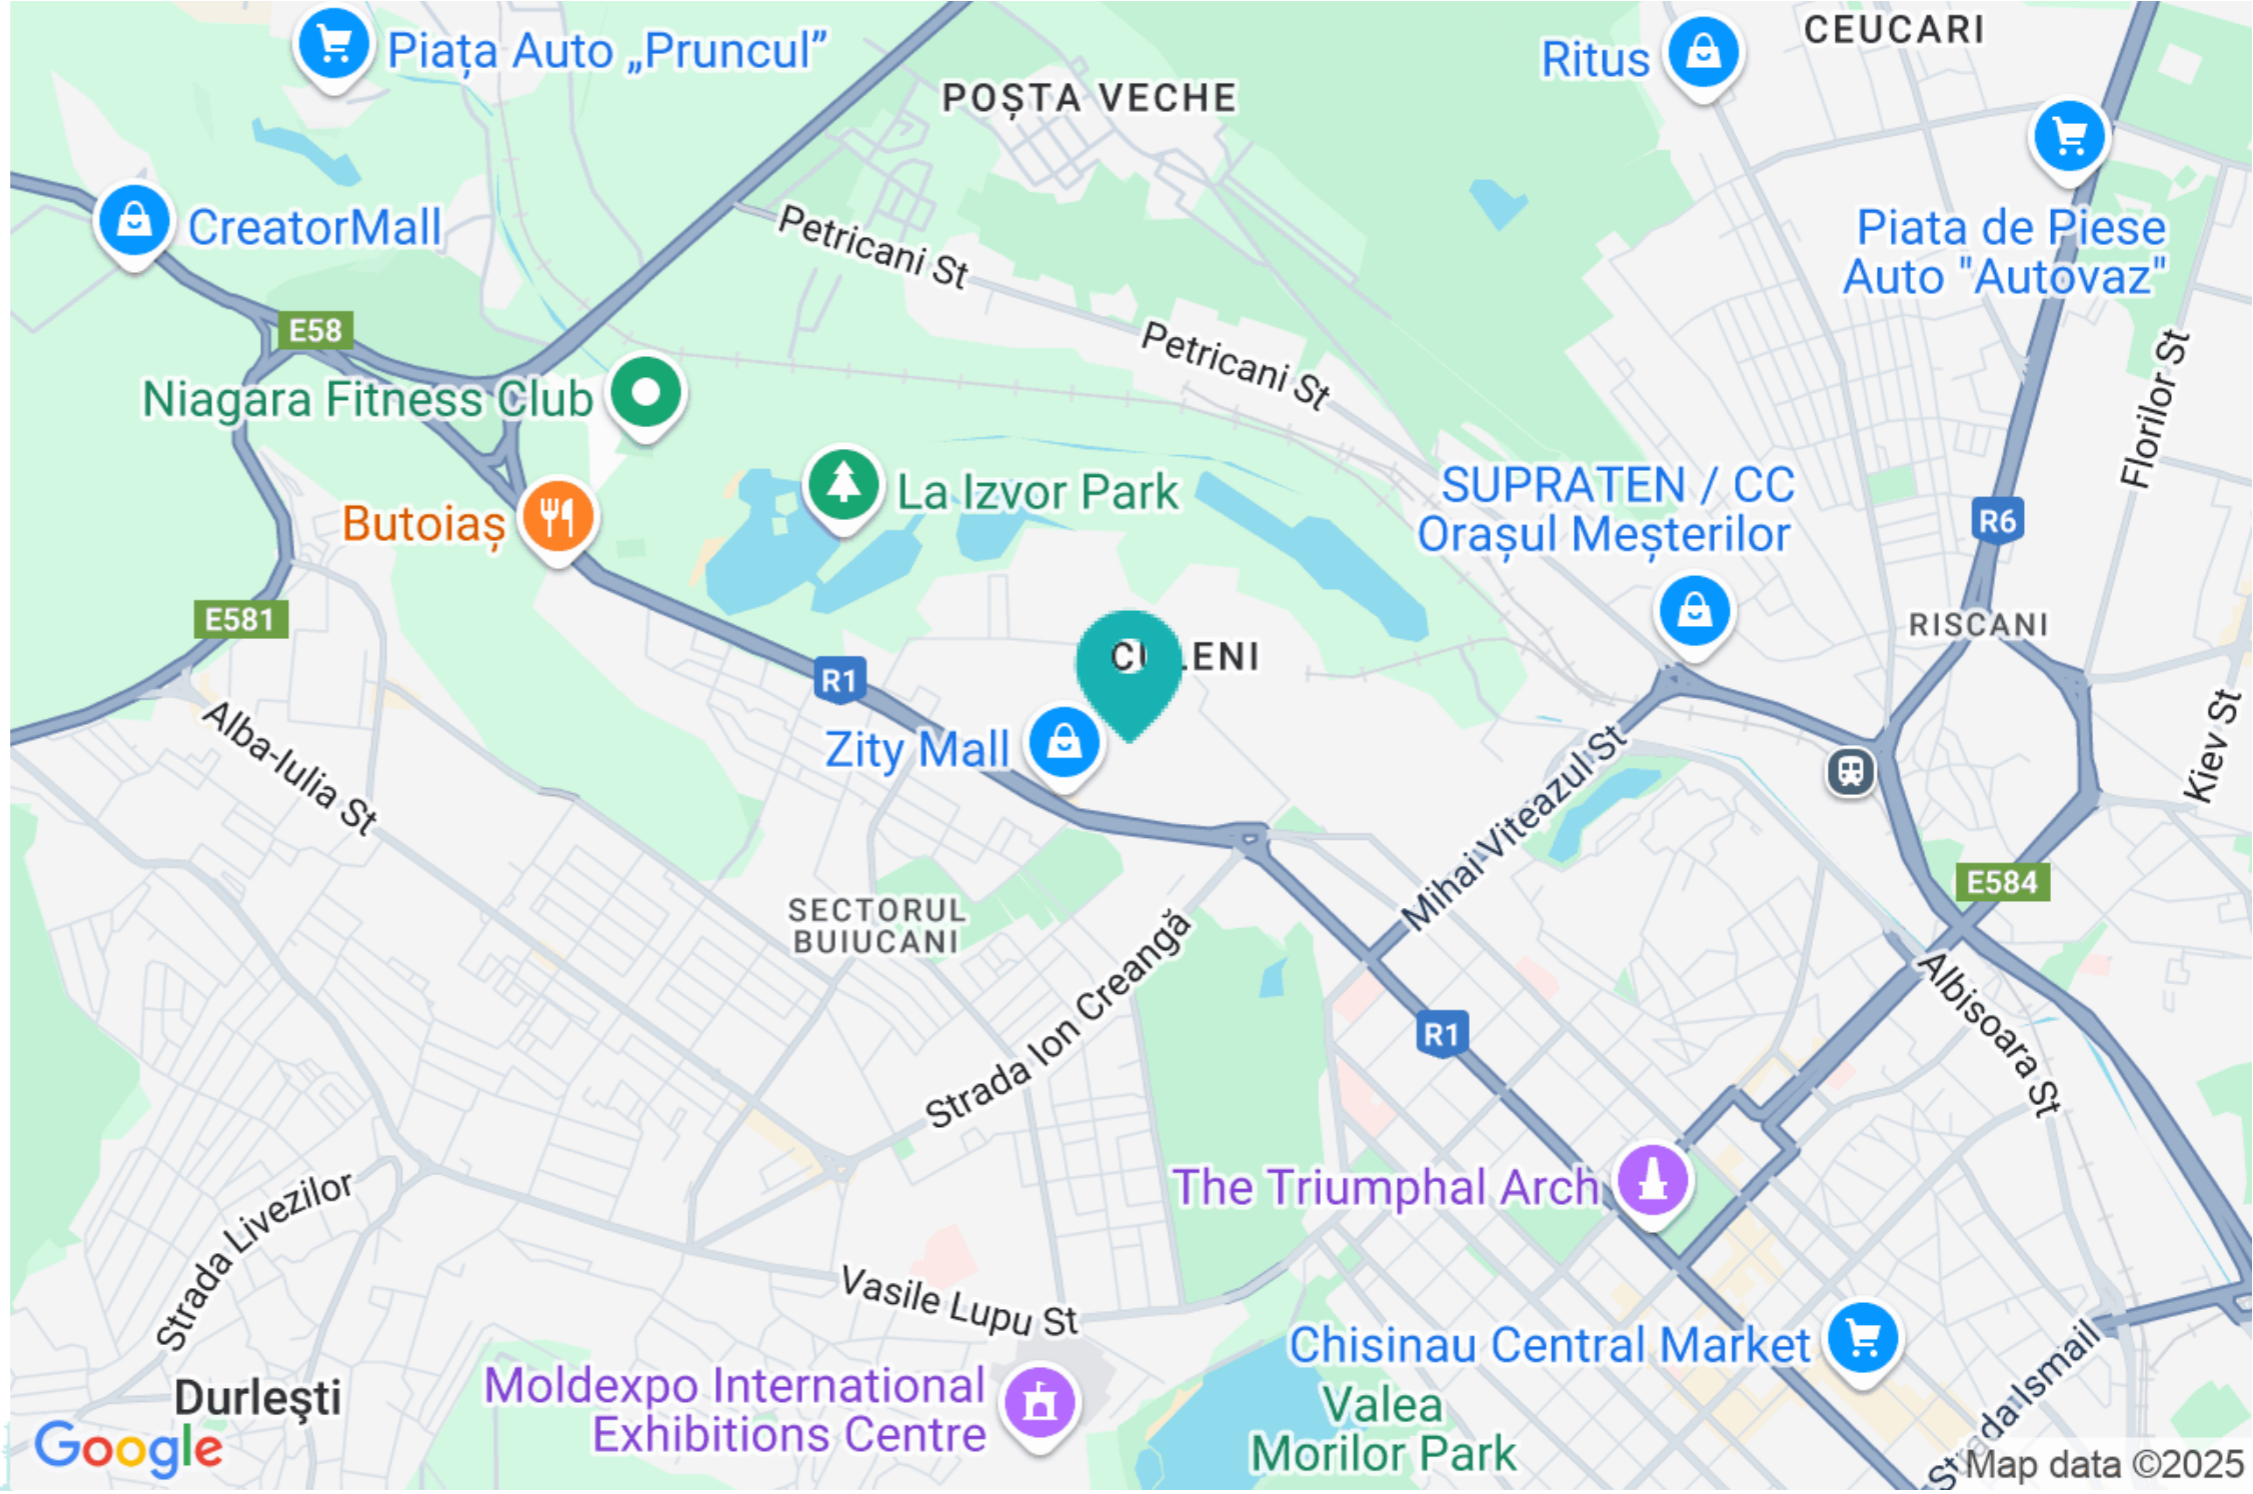 CEUCARI
Piața Auto „Pruncul”
Ritus
POȘTA VECHE
CreatorMall
Petricani St
Piata de Piese
Auto "Autovaz"
E58
Petricani St
Niagara Fitness Club
Florilor St
La Izvor Park
SUPRATEN / CC
Orașul Meșterilor
Butoiaș
R6
E581
RISCANI
R1
Zity Mall
Alba-Iulia St
Kiev St
Mihai Viteazul St
E584
SECTORUL
BUIUCANI
Strada Ion Creangă
R1
Albisoara St
The Triumphal Arch
Strada Livezilor
Vasile Lupu St
Chisinau Central Market
Strada Ismail
Moldexpo International
Exhibitions Centre
Durleşti
Valea
Morilor Park
Google
Map data ©2025